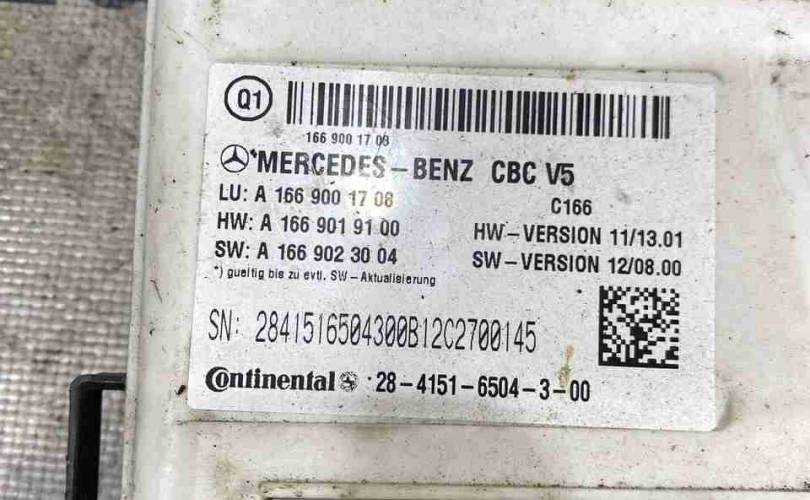 Q1
166 900 17 08
*MERCEDES-BENZ CBC V5
LU: A 166 900 17 08
C166
HW: A 166 901 91 00
HW-VERSION 11/13.01
SW: A 166 902 30 04
SW-VERSION 12/08.00
*) gueltig bis zu evtl. SW-Aktualisierung
SN: 2841516504300B12C2700145
Continental 28-4151-6504-3-00